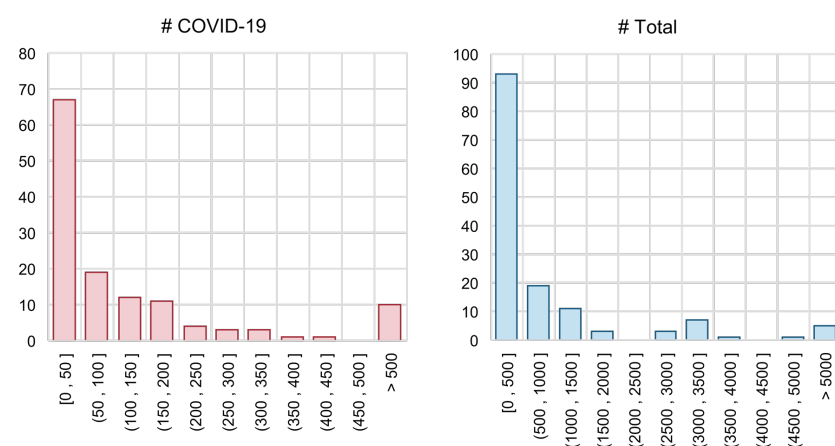 # COVID-19
80
70
60
50
40
30
20
10
0
[0 , 50 ]
(50 , 100 ]
(100 , 150 ]
(150 , 200 ]
(200 , 250 ]
(250 , 300 ]
(300 , 350 ]
(350 , 400 ]
(400 , 450 ]
(450 , 500 ]
> 500
# Total
100
90
80
70
60
50
40
30
20
10
0
[0 , 500 ]
(500 , 1000 ]
(1000 , 1500 ]
(1500 , 2000 ]
(2000 , 2500 ]
(2500 , 3000 ]
(3000 , 3500 ]
(3500 , 4000 ]
(4000 , 4500 ]
(4500 , 5000 ]
> 5000